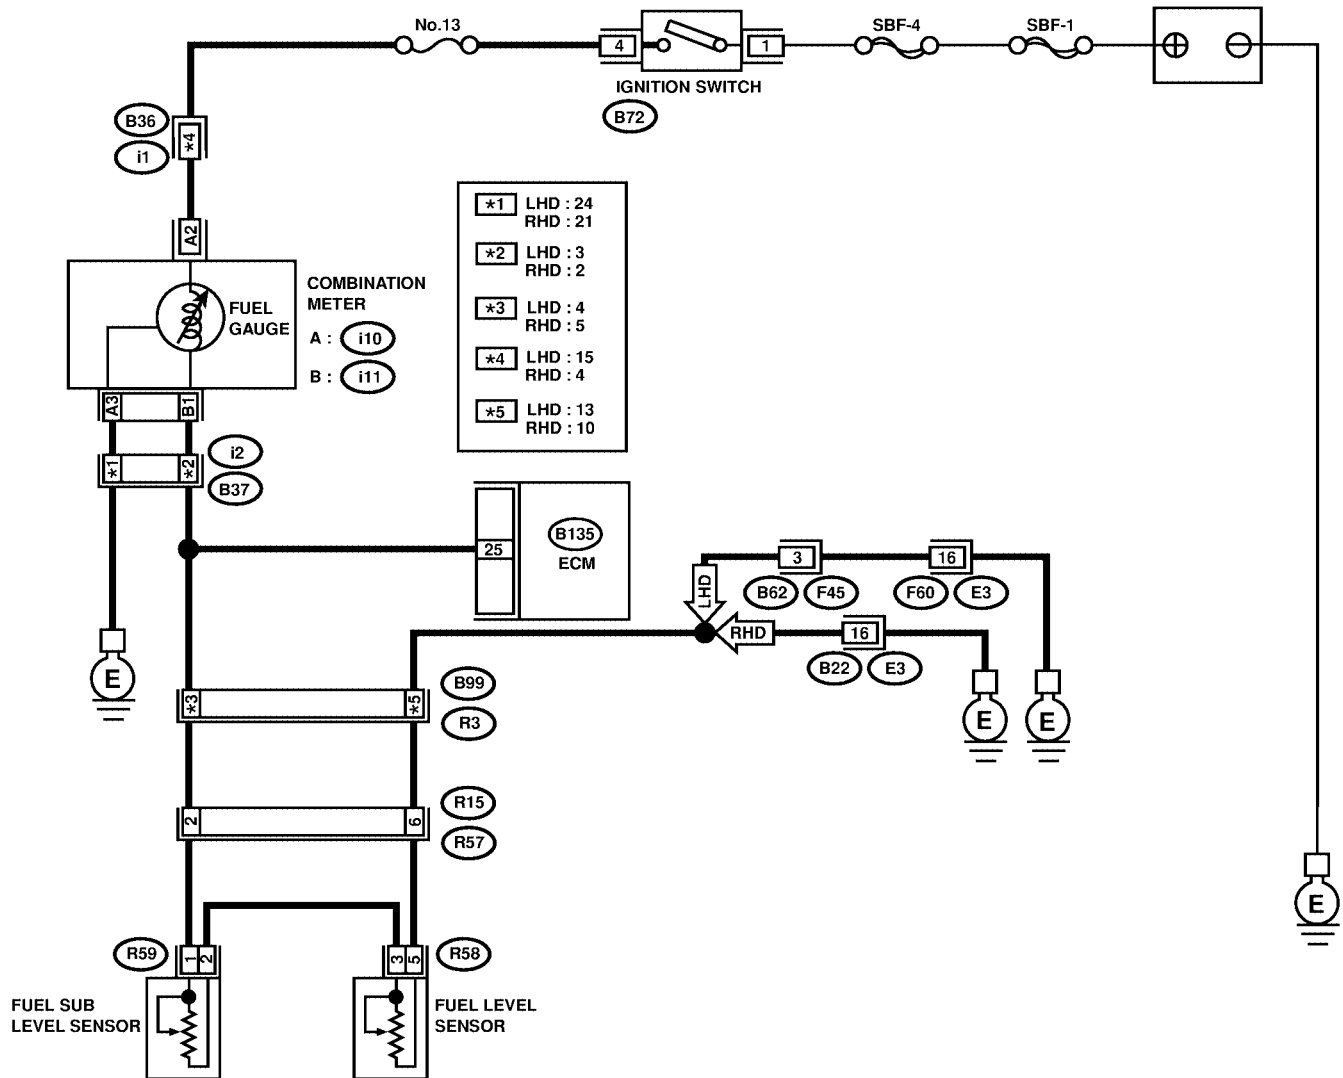 No.13
SBF-4
SBF-1
4
1
IGNITION SWITCH
B72
B36
*4
i1
*1 LHD : 24
RHD : 21
*2 LHD : 3
RHD : 2
*3 LHD : 4
RHD : 5
*4 LHD : 15
RHD : 4
*5 LHD : 13
RHD : 10
A2
COMBINATION
METER
FUEL
GAUGE
A : i10
B : i11
A3
B1
*1
*2
i2
B37
25
B135
ECM
LHD
3
16
B62
F45
F60
E3
RHD
16
B22
E3
E
E
E
*3
*5
B99
R3
2
6
R15
R57
E
R59
1
2
3
5
R58
FUEL SUB
LEVEL SENSOR
FUEL LEVEL
SENSOR